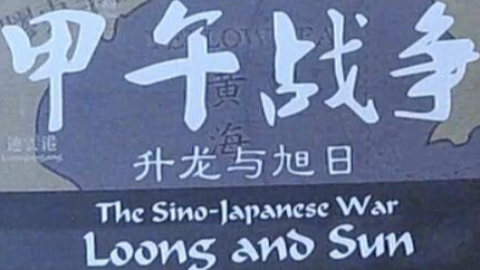 甲午战争
黄海
升龙与旭日
The Sino-Japanese War
Loong and Sun